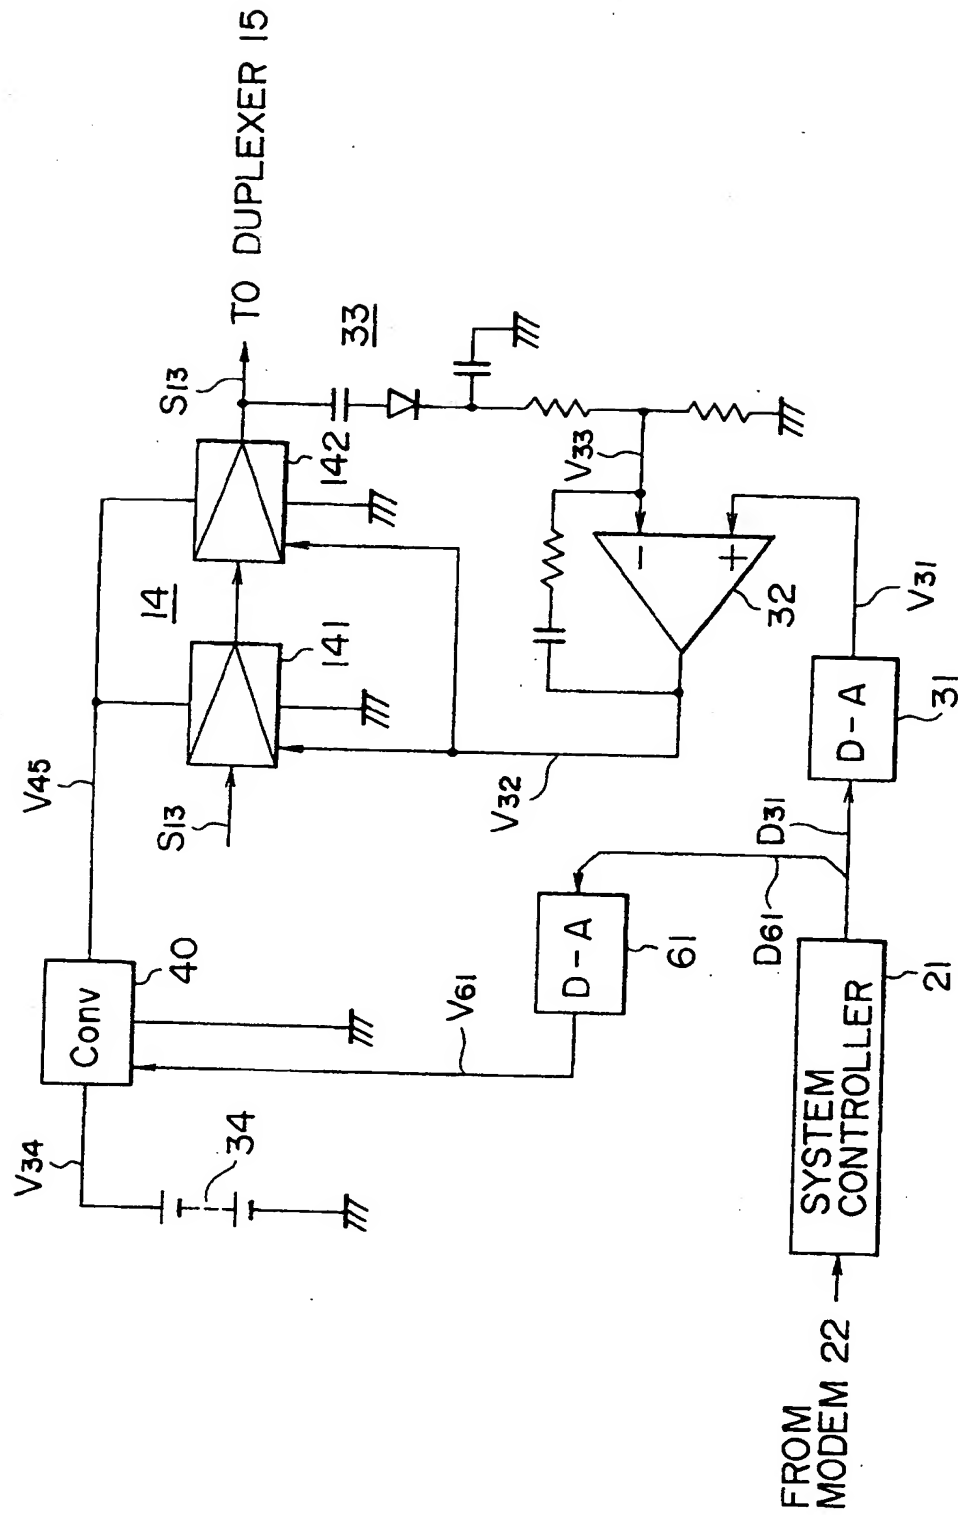 V34
34
Conv
40
V45
S13
14
141
142
S13
TO DUPLEXER 15
33
V61
V32
V33
D-A
61
-
+
32
D61
D31
D-A
31
V31
FROM
MODEM 22
SYSTEM
CONTROLLER
21